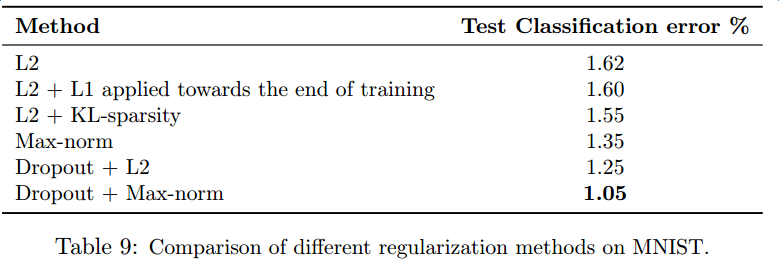 Method Test Classification error %
L2 1.62
L2 + L1 applied towards the end of training 1.60
L2 + KL-sparsity 1.55
Max-norm 1.35
Dropout + L2 1.25
Dropout + Max-norm 1.05
Table 9: Comparison of different regularization methods on MNIST.